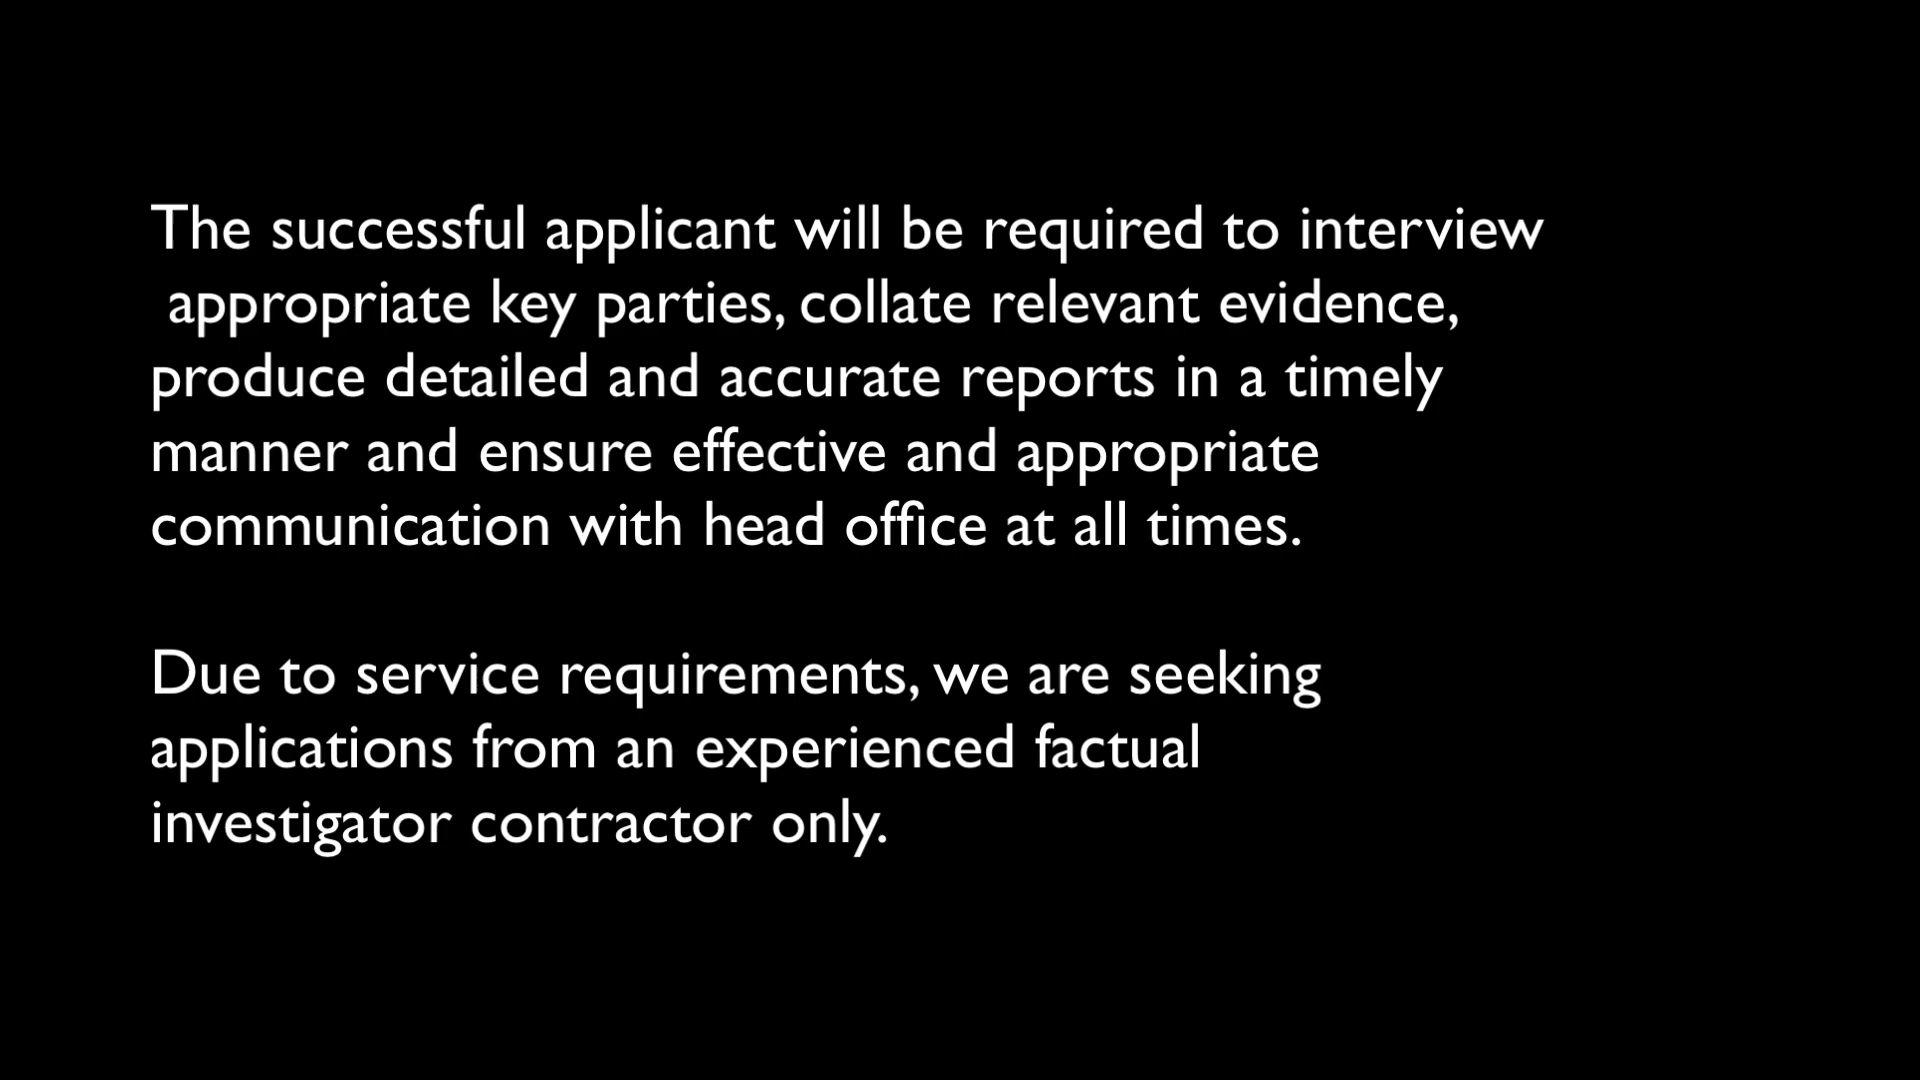 The successful applicant will be required to interview
appropriate key parties, collate relevant evidence,
produce detailed and accurate reports in a timely
manner and ensure effective and appropriate
communication with head office at all times.
Due to service requirements, we are seeking
applications from an experienced factual
investigator contractor only.